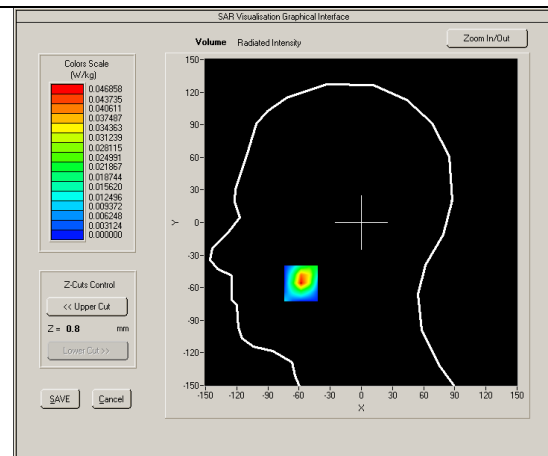 SAR Visualisation Graphical Interface
Volume Radiated Intensity
Zoom In/Out
Colors Scale
(W/kg)
0.046858
0.043735
0.040611
0.037487
0.034363
0.031239
0.028115
0.024991
0.021867
0.018744
0.015620
0.012496
0.009372
0.006248
0.003124
0.000000
Z-Cuts Control
<< Upper Cut
Z = 0.8 mm
Lower Cut >>
SAVE Cancel
150
120
90
60
30
0
-30
-60
-90
-120
-150
Y
-150 -120 -90 -60 -30 0 30 60 90 120 150
X